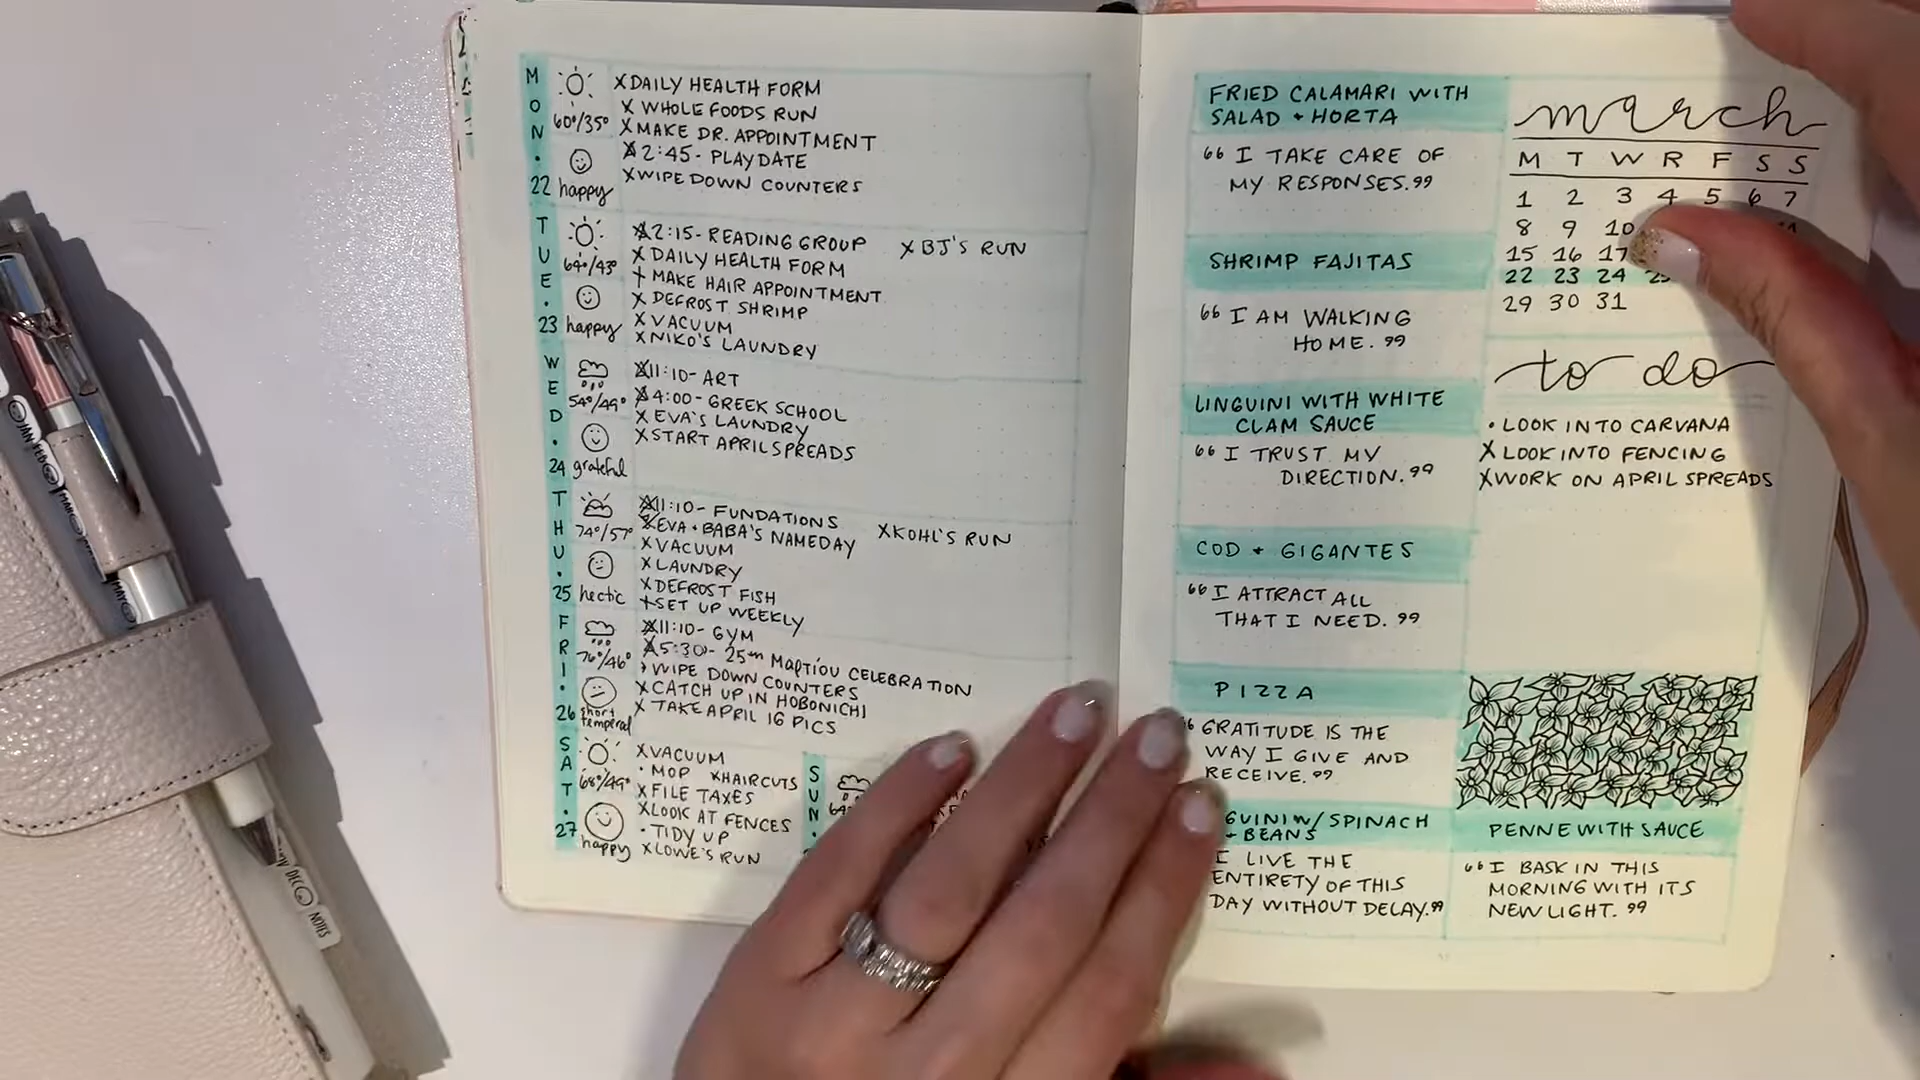 MON.22
60°/35°
happy
X DAILY HEALTH FORM
X WHOLE FOODS RUN
X MAKE DR. APPOINTMENT
X 2:45 - PLAYDATE
X WIPE DOWN COUNTERS
TUE.23
64°/43°
happy
X 2:15 - READING GROUP
X BJ'S RUN
X DAILY HEALTH FORM
X MAKE HAIR APPOINTMENT
X DEFROST SHRIMP
X VACUUM
X NIKO'S LAUNDRY
WED.24
54°/49°
grateful
X 11:10 - ART
X 4:00 - GREEK SCHOOL
X EVA'S LAUNDRY
X START APRIL SPREADS
THU.25
74°/57°
hectic
X 11:10 - FUNDATIONS
X KOHL'S RUN
X EVA + BABA'S NAMEDAY
X VACUUM
X LAUNDRY
X DEFROST FISH
X SET UP WEEKLY
FRI.26
76°/46°
short
tempered
X 11:10 - GYM
X 5:30 - 25th Μαρτίου CELEBRATION
X WIPE DOWN COUNTERS
X CATCH UP IN HOBONICHI
X TAKE APRIL 16 PICS
SAT.27
68°/49°
happy
X VACUUM
· MOP X HAIRCUTS
X FILE TAXES
X LOOK AT FENCES
· TIDY UP
X LOWE'S RUN
SUN.
FRIED CALAMARI WITH
SALAD + HORTA
“I TAKE CARE OF
MY RESPONSES.”
SHRIMP FAJITAS
“I AM WALKING
HOME.”
LINGUINI WITH WHITE
CLAM SAUCE
“I TRUST MY
DIRECTION.”
COD + GIGANTES
“I ATTRACT ALL
THAT I NEED.”
PIZZA
“GRATITUDE IS THE
WAY I GIVE AND
RECEIVE.”
W/ SPINACH
+ BEANS
I LIVE THE
ENTIRETY OF THIS
DAY WITHOUT DELAY.”
march
M T W R F S S
1 2 3 4 5 6 7
8 9 10
15 16 17
22 23 24
29 30 31
to do
· LOOK INTO CARVANA
X LOOK INTO FENCING
X WORK ON APRIL SPREADS
PENNE WITH SAUCE
“I BASK IN THIS
MORNING WITH ITS
NEW LIGHT.”
JAN
FEB
MAR
MAY
DEC
NOTES